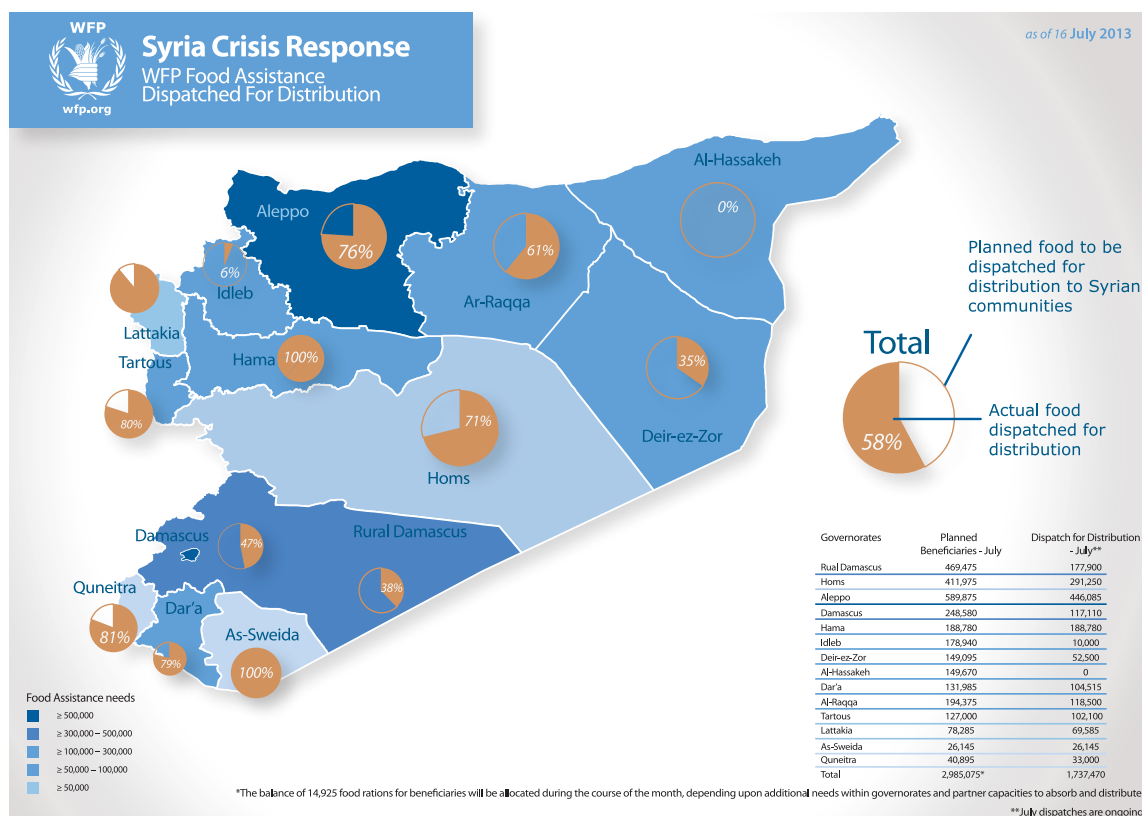 WFP
wfp.org
Syria Crisis Response
WFP Food Assistance
Dispatched For Distribution
as of 16 July 2013
Al-Hassakeh
0%
Aleppo
76%
61%
Ar-Raqqa
6%
Idleb
Lattakia
Tartous
80%
Hama
100%
35%
Deir-ez-Zor
71%
Homs
Damascus
47%
Rural Damascus
38%
Quneitra
81%
Dar'a
79%
As-Sweida
100%
Planned food to be
dispatched for
distribution to Syrian
communities
Total
58%
Actual food
dispatched for
distribution
Governorates Planned Beneficiaries - July Dispatch for Distribution - July**
Rual Damascus 469,475 177,900
Homs 411,975 291,250
Aleppo 589,875 446,085
Damascus 248,580 117,110
Hama 188,780 188,780
Idleb 178,940 10,000
Deir-ez-Zor 149,095 52,500
Al-Hassakeh 149,670 0
Dar'a 131,985 104,515
Al-Raqqa 194,375 118,500
Tartous 127,000 102,100
Lattakia 78,285 69,585
As-Sweida 26,145 26,145
Quneitra 40,895 33,000
Total 2,985,075* 1,737,470
Food Assistance needs
≥ 500,000
≥ 300,000 – 500,000
≥ 100,000 – 300,000
≥ 50,000 – 100,000
≥ 50,000
*The balance of 14,925 food rations for beneficiaries will be allocated during the course of the month, depending upon additional needs within governorates and partner capacities to absorb and distribute
**July dispatches are ongoing